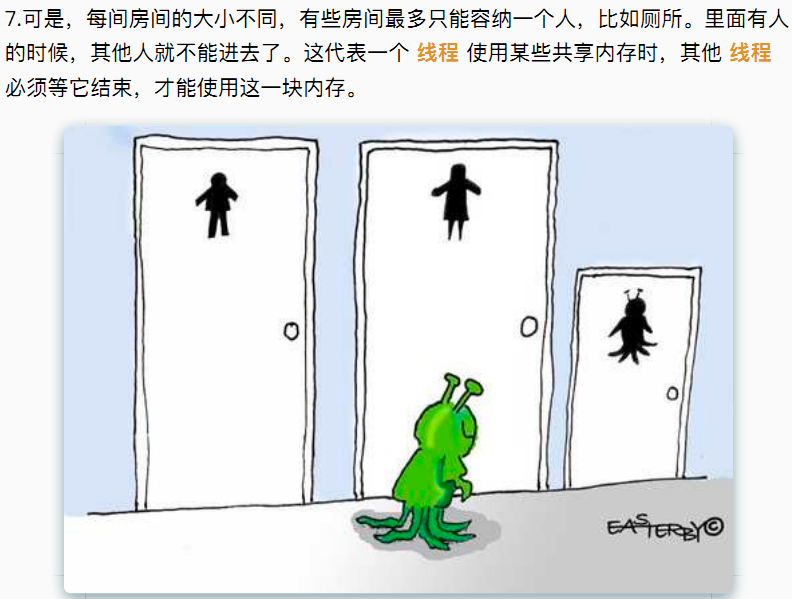 7.可是，每间房间的大小不同，有些房间最多只能容纳一个人，比如厕所。里面有人
的时候，其他人就不能进去了。这代表一个 线程 使用某些共享内存时，其他 线程
必须等它结束，才能使用这一块内存。
EASTERBY©